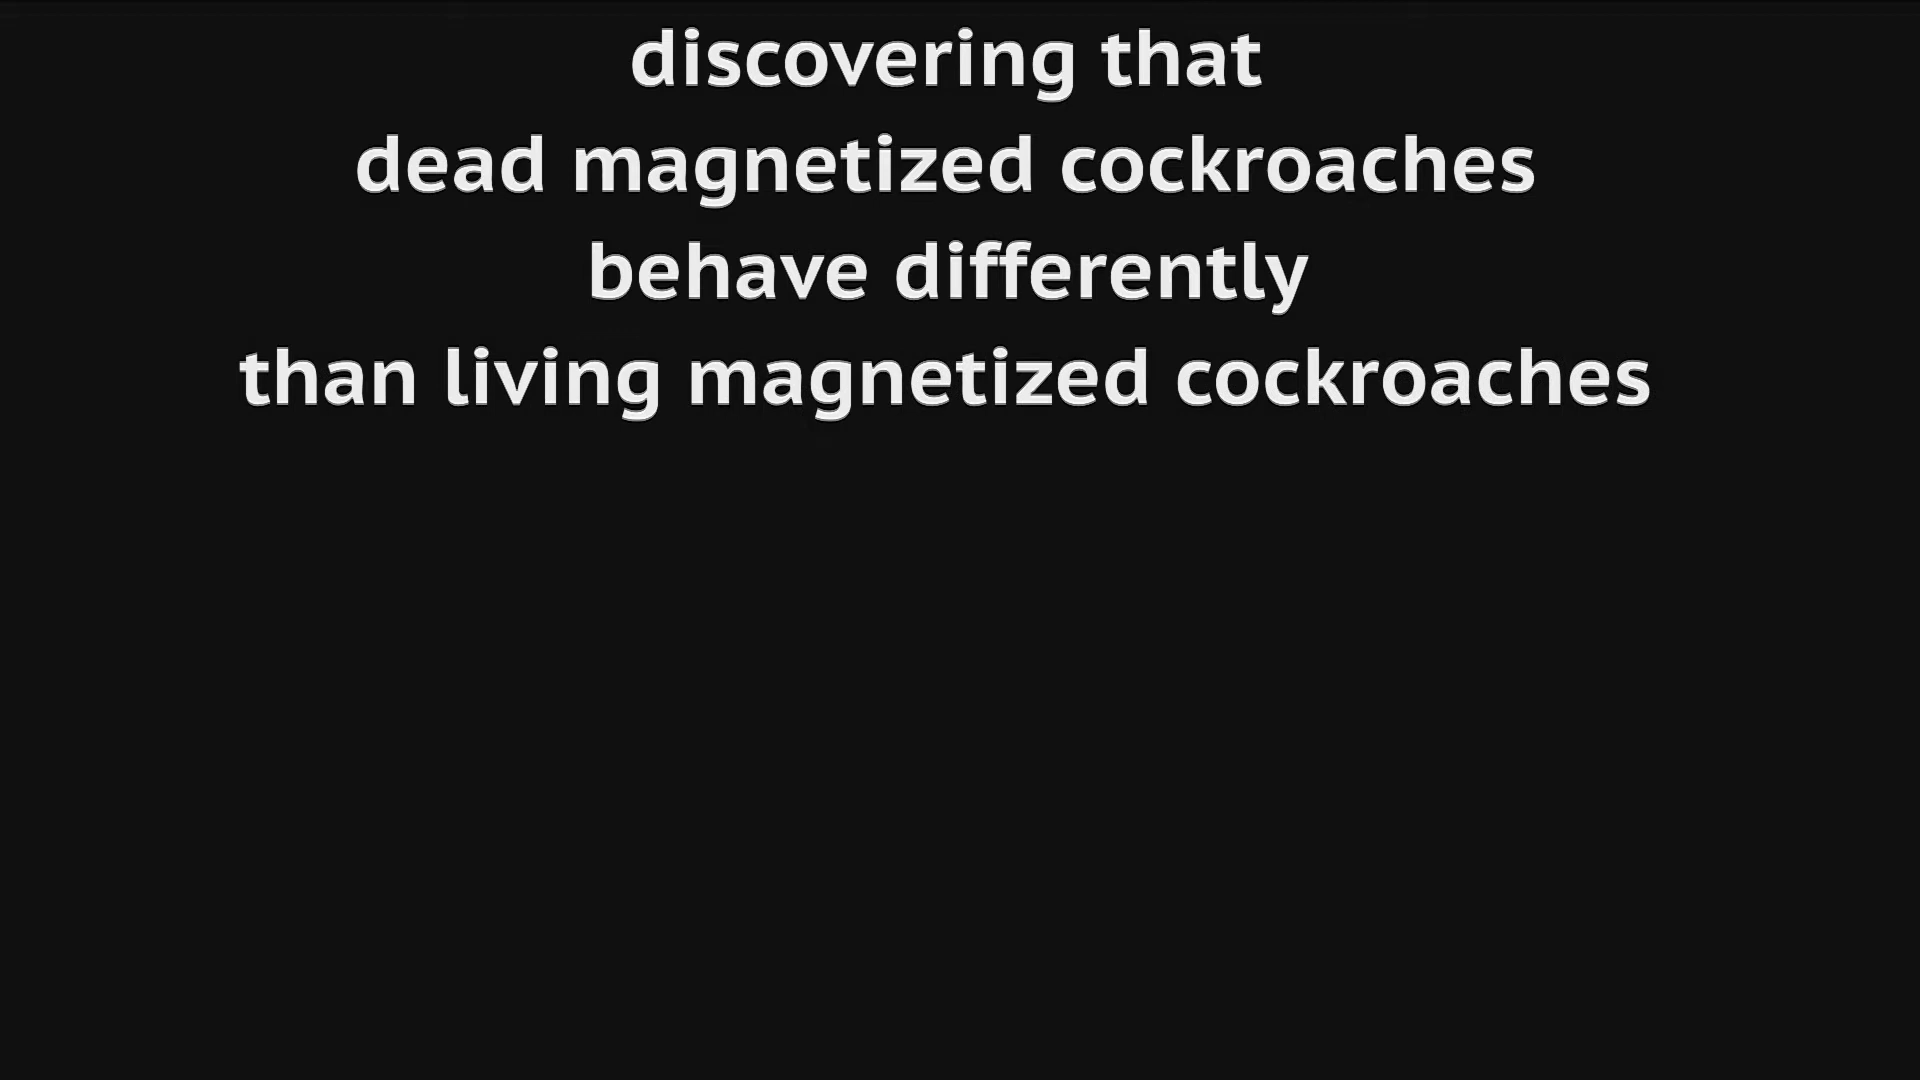 discovering that
dead magnetized cockroaches
behave differently
than living magnetized cockroaches